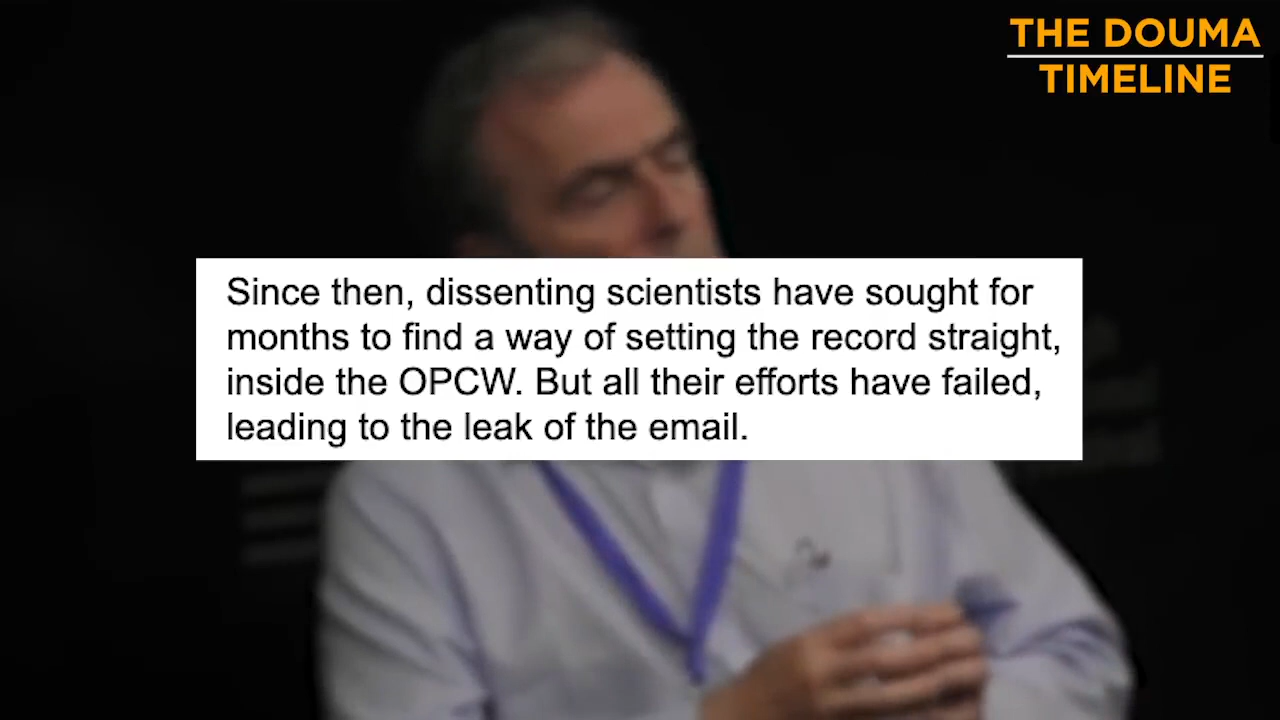 THE DOUMA
TIMELINE
Since then, dissenting scientists have sought for
months to find a way of setting the record straight,
inside the OPCW. But all their efforts have failed,
leading to the leak of the email.